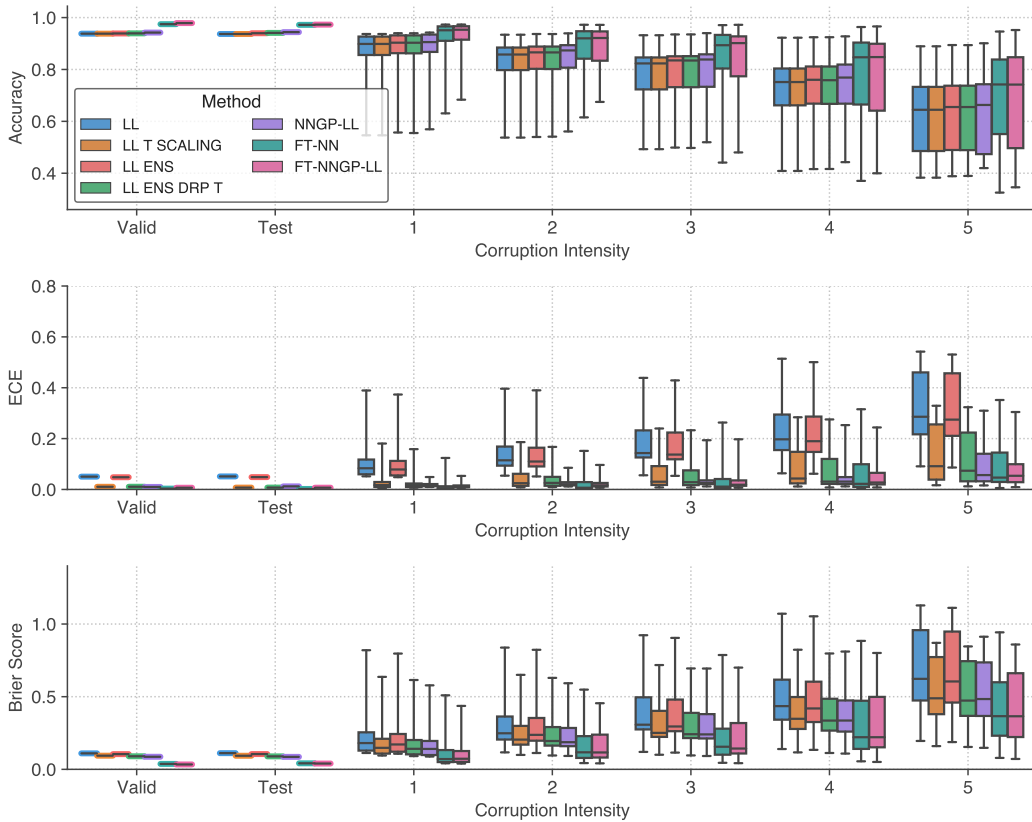 1.0
0.8
0.6
0.4
Accuracy
Method
LL
LL T SCALING
LL ENS
LL ENS DRP T
NNGP-LL
FT-NN
FT-NNGP-LL
Valid Test 1 2 3 4 5
Corruption Intensity
0.8
0.6
0.4
0.2
0.0
ECE
Valid Test 1 2 3 4 5
Corruption Intensity
1.0
0.5
0.0
Brier Score
Valid Test 1 2 3 4 5
Corruption Intensity